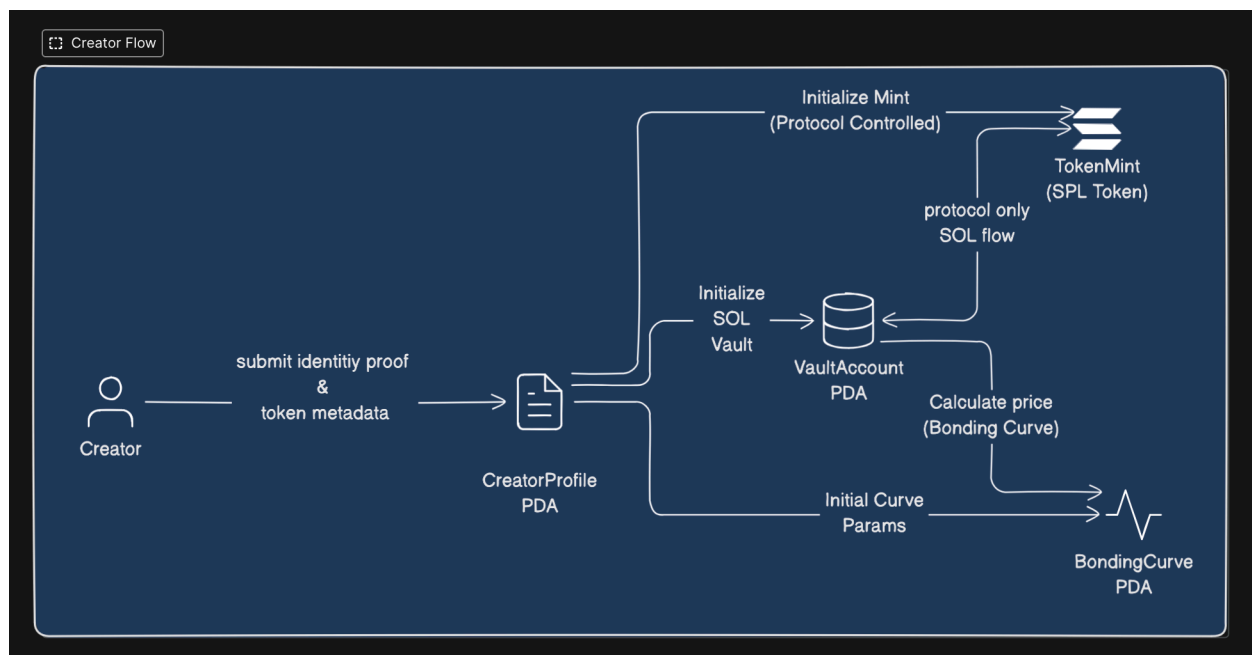 Creator Flow
Initialize Mint
(Protocol Controlled)
TokenMint
(SPL Token)
protocol only
SOL flow
Initialize
SOL
Vault
VaultAccount
PDA
submit identitiy proof
&
token metadata
Creator
CreatorProfile
PDA
Calculate price
(Bonding Curve)
Initial Curve
Params
BondingCurve
PDA